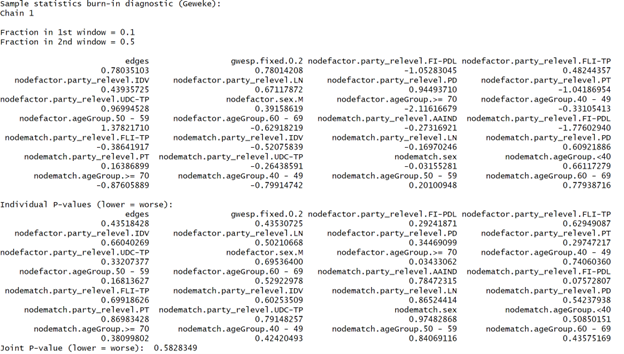 Sample statistics burn-in diagnostic (Geweke):
Chain 1

Fraction in 1st window = 0.1
Fraction in 2nd window = 0.5

edges gwesp.fixed.0.2 nodefactor.party_relevel.FI-PDL nodefactor.party_relevel.FLI-TP
0.78035103 0.78014208 -1.05283045 0.48244357
nodefactor.party_relevel.IDV nodefactor.party_relevel.LN nodefactor.party_relevel.PD nodefactor.party_relevel.PT
0.43935725 0.67117872 0.94493710 -1.04186954
nodefactor.party_relevel.UDC-TP nodefactor.sex.M nodefactor.ageGroup.>= 70 nodefactor.ageGroup.40 - 49
0.96994528 0.39158619 -2.11616679 -0.33105413
nodefactor.ageGroup.50 - 59 nodefactor.ageGroup.60 - 69 nodematch.party_relevel.AAIND nodematch.party_relevel.FI-PDL
1.37821710 -0.62918219 -0.27316921 -1.77602940
nodematch.party_relevel.FLI-TP nodematch.party_relevel.IDV nodematch.party_relevel.LN nodematch.party_relevel.PD
-0.38641917 -0.52075839 -0.16970246 0.60921886
nodematch.party_relevel.PT nodematch.party_relevel.UDC-TP nodematch.sex nodematch.ageGroup.<40
0.16386899 -0.26438591 -0.03155281 0.66117279
nodematch.ageGroup.>= 70 nodematch.ageGroup.40 - 49 nodematch.ageGroup.50 - 59 nodematch.ageGroup.60 - 69
-0.87605889 -0.79914742 0.20100948 0.77938716

Individual P-values (lower = worse):
edges gwesp.fixed.0.2 nodefactor.party_relevel.FI-PDL nodefactor.party_relevel.FLI-TP
0.43518428 0.43530725 0.29241871 0.62949087
nodefactor.party_relevel.IDV nodefactor.party_relevel.LN nodefactor.party_relevel.PD nodefactor.party_relevel.PT
0.66040269 0.50210668 0.34469099 0.29747217
nodefactor.party_relevel.UDC-TP nodefactor.sex.M nodefactor.ageGroup.>= 70 nodefactor.ageGroup.40 - 49
0.33207377 0.69536400 0.03433062 0.74060360
nodefactor.ageGroup.50 - 59 nodefactor.ageGroup.60 - 69 nodematch.party_relevel.AAIND nodematch.party_relevel.FI-PDL
0.16813627 0.52922978 0.78472315 0.07572807
nodematch.party_relevel.FLI-TP nodematch.party_relevel.IDV nodematch.party_relevel.LN nodematch.party_relevel.PD
0.69918626 0.60253509 0.86524414 0.54237938
nodematch.party_relevel.PT nodematch.party_relevel.UDC-TP nodematch.sex nodematch.ageGroup.<40
0.86983428 0.79148257 0.97482868 0.50850151
nodematch.ageGroup.>= 70 nodematch.ageGroup.40 - 49 nodematch.ageGroup.50 - 59 nodematch.ageGroup.60 - 69
0.38099802 0.42420493 0.84069116 0.43575169
Joint P-value (lower = worse): 0.5828349